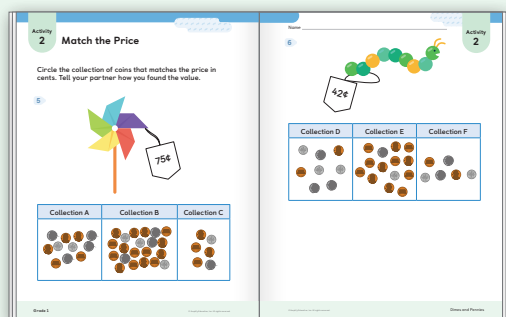 Activity
2
Match the Price
Circle the collection of coins that matches the price in
cents. Tell your partner how you found the value.
5
75¢
Collection A
Collection B
Collection C
Grade 1
Name
Activity
2
6
42¢
Collection D
Collection E
Collection F
Dimes and Pennies